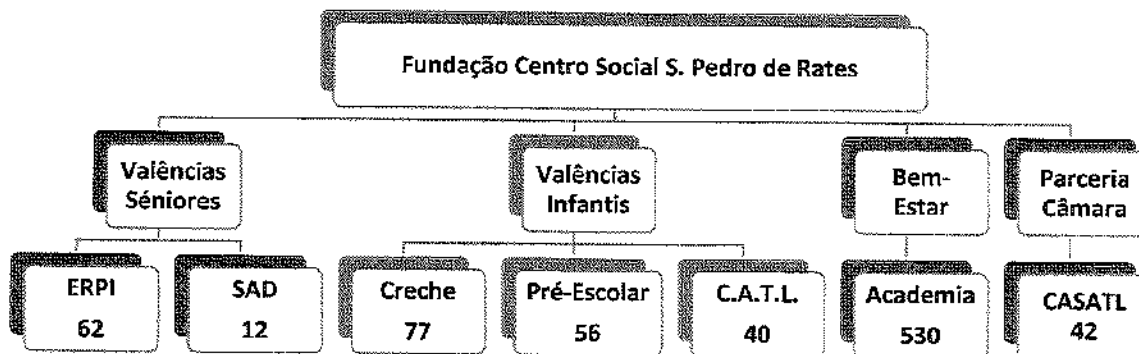 Fundação Centro Social S. Pedro de Rates
Valências
Séniores
Valências
Infantis
Bem-
Estar
Parceria
Câmara
ERPI
62
SAD
12
Creche
77
Pré-Escolar
56
C.A.T.L.
40
Academia
530
CASATL
42